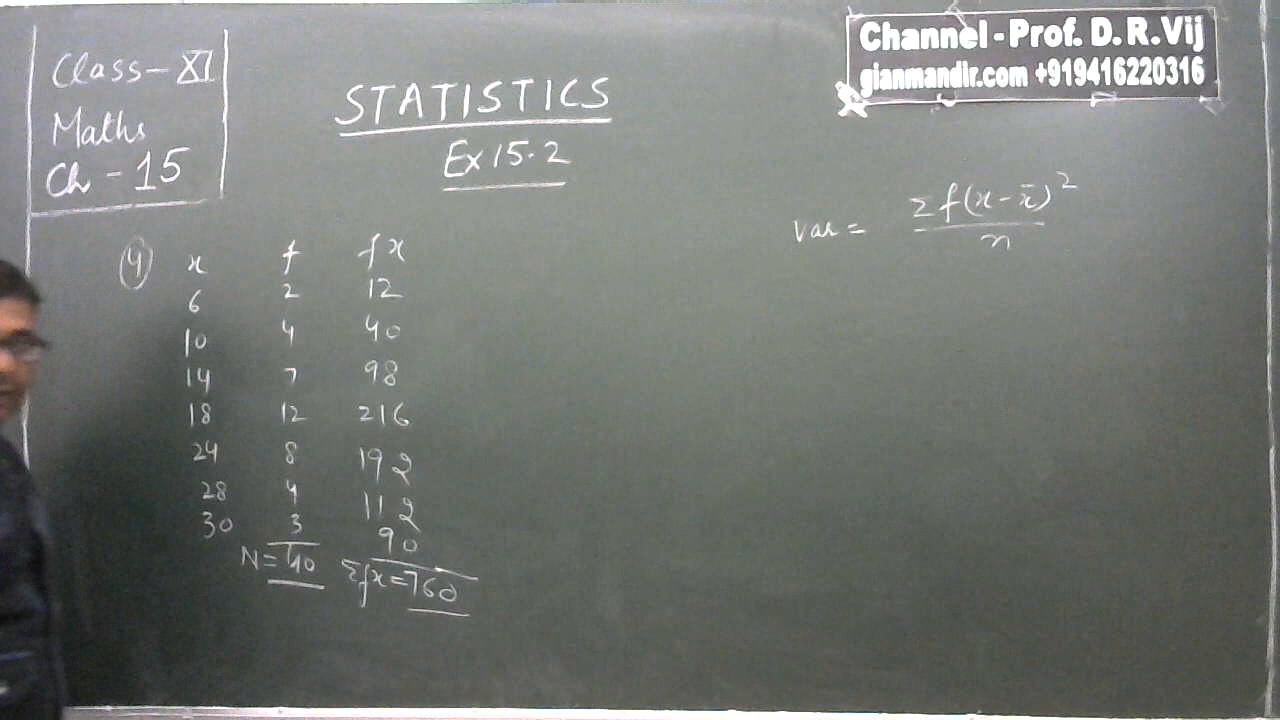 Class-XI
Maths
Ch-15
STATISTICS
Ex 15.2
Channel - Prof. D. R. Vij
gianmandir.com +919416220316
var = Σf(x-x̄)²/n
④ x f fx
6 2 12
10 4 40
14 7 98
18 12 216
24 8 192
28 4 112
30 3 90
N=40 Σfx=760